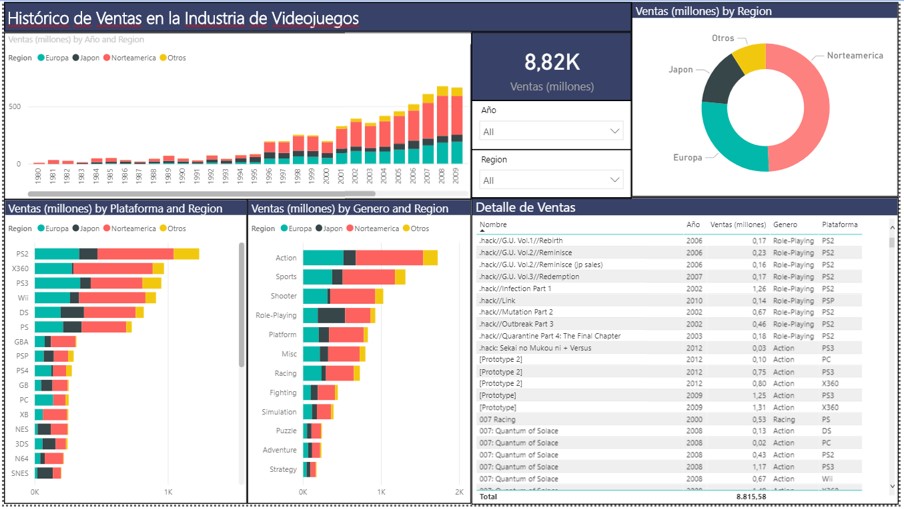 Histórico de Ventas en la Industria de Videojuegos
Ventas (millones) by Año and Region
Region Europa Japon Norteamerica Otros
500
0
1980 1981 1982 1983 1984 1985 1986 1987 1988 1989 1990 1991 1992 1993 1994 1995 1996 1997 1998 1999 2000 2001 2002 2003 2004 2005 2006 2007 2008 2009
8,82K
Ventas (millones)
Año
All
Region
All
Ventas (millones) by Region
Otros
Norteamerica
Japon
Europa
Ventas (millones) by Plataforma and Region
Region Europa Japon Norteamerica Otros
PS2
X360
PS3
Wii
DS
PS
GBA
PSP
PS4
GB
PC
XB
NES
3DS
N64
SNES
0K 1K
Ventas (millones) by Genero and Region
Region Europa Japon Norteamerica Otros
Action
Sports
Shooter
Role-Playing
Platform
Misc
Racing
Fighting
Simulation
Puzzle
Adventure
Strategy
0K 1K 2K
Detalle de Ventas
Nombre Año Ventas (millones) Genero Plataforma
.hack//G.U. Vol.1//Rebirth 2006 0,17 Role-Playing PS2
.hack//G.U. Vol.2//Reminisce 2006 0,23 Role-Playing PS2
.hack//G.U. Vol.2//Reminisce (jp sales) 2006 0,16 Role-Playing PS2
.hack//G.U. Vol.3//Redemption 2007 0,17 Role-Playing PS2
.hack//Infection Part 1 2002 1,26 Role-Playing PS2
.hack//Link 2010 0,14 Role-Playing PSP
.hack//Mutation Part 2 2002 0,67 Role-Playing PS2
.hack//Outbreak Part 3 2002 0,46 Role-Playing PS2
.hack//Quarantine Part 4: The Final Chapter 2003 0,18 Role-Playing PS2
.hack: Sekai no Mukou ni + Versus 2012 0,03 Action PS3
[Prototype 2] 2012 0,10 Action PC
[Prototype 2] 2012 0,75 Action PS3
[Prototype 2] 2012 0,80 Action X360
[Prototype] 2009 1,25 Action PS3
[Prototype] 2009 1,31 Action X360
007 Racing 2000 0,53 Racing PS
007: Quantum of Solace 2008 0,13 Action DS
007: Quantum of Solace 2008 0,02 Action PC
007: Quantum of Solace 2008 0,43 Action PS2
007: Quantum of Solace 2008 1,17 Action PS3
007: Quantum of Solace 2008 0,67 Action Wii
007: Quantum of Solace 2008 1,48 Action X360
Total 8.815,58